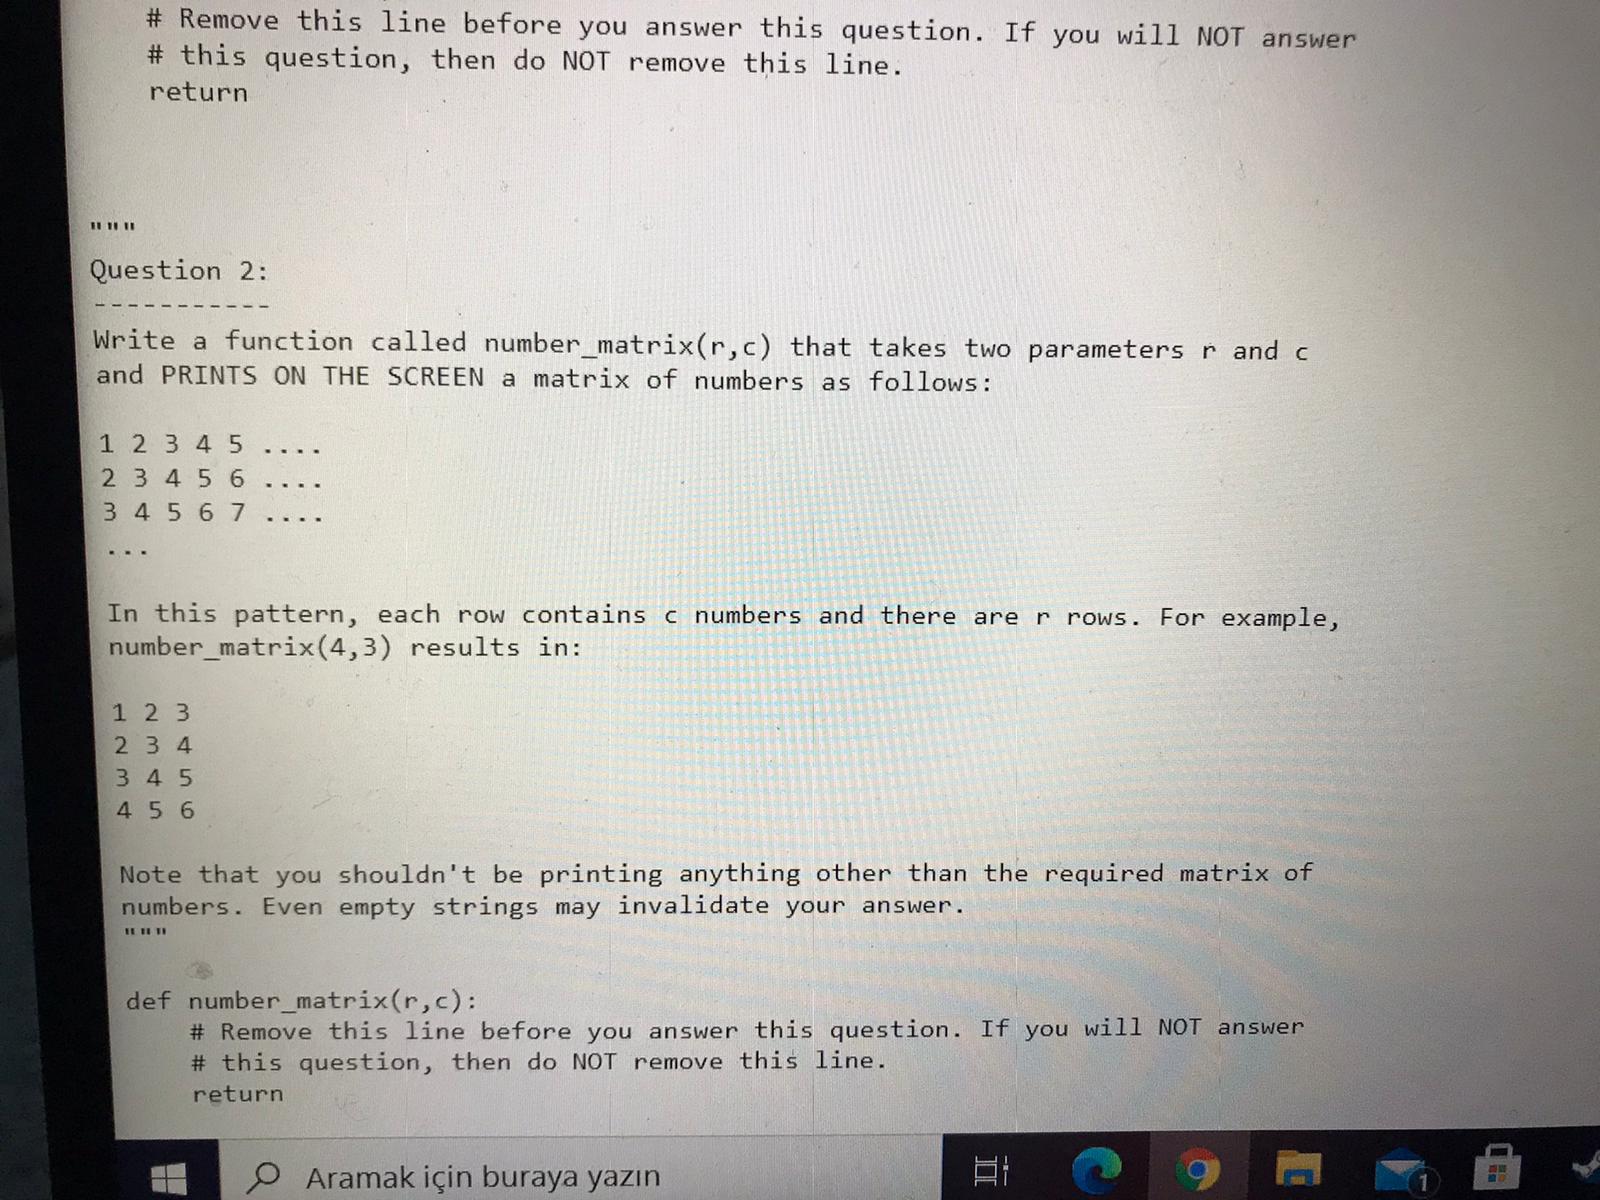 # Remove this line before you answer this question. If you will NOT answer
# this question, then do NOT remove this line.
return
"""
Question 2:
-----------
Write a function called number_matrix(r,c) that takes two parameters r and c
and PRINTS ON THE SCREEN a matrix of numbers as follows:
1 2 3 4 5 ....
2 3 4 5 6 ....
3 4 5 6 7 ....
...
In this pattern, each row contains c numbers and there are r rows. For example,
number_matrix(4,3) results in:
1 2 3
2 3 4
3 4 5
4 5 6
Note that you shouldn't be printing anything other than the required matrix of
numbers. Even empty strings may invalidate your answer.
"""
def number_matrix(r,c):
# Remove this line before you answer this question. If you will NOT answer
# this question, then do NOT remove this line.
return
Aramak için buraya yazın
1